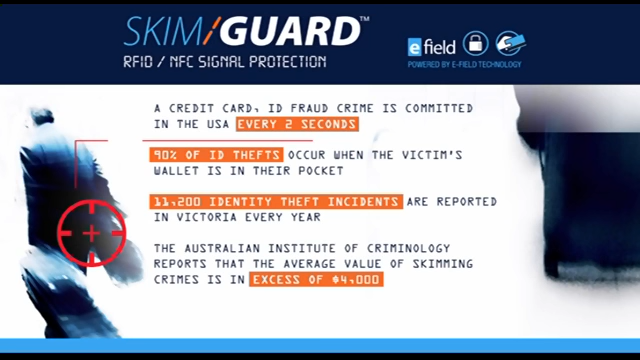 SKIM/GUARD™
RFID / NFC SIGNAL PROTECTION
e field
POWERED BY E-FIELD TECHNOLOGY
A CREDIT CARD, ID FRAUD CRIME IS COMMITTED
IN THE USA EVERY 2 SECONDS
90% OF ID THEFTS OCCUR WHEN THE VICTIM'S
WALLET IS IN THEIR POCKET
11,200 IDENTITY THEFT INCIDENTS ARE REPORTED
IN VICTORIA EVERY YEAR
THE AUSTRALIAN INSTITUTE OF CRIMINOLOGY
REPORTS THAT THE AVERAGE VALUE OF SKIMMING
CRIMES IS IN EXCESS OF $4,000